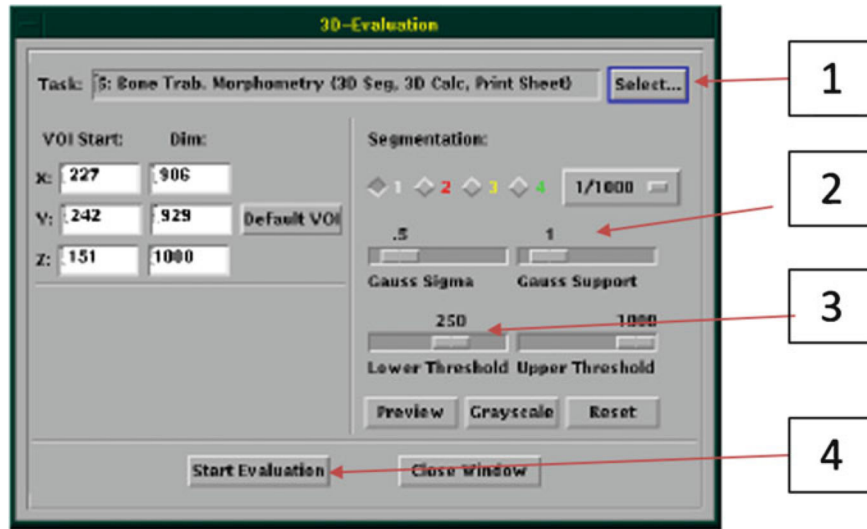 3D-Evaluation
Task: 5: Bone Trab. Morphometry {3D Seg, 3D Calc, Print Sheet} Select... 1
VOI Start: Dim: Segmentation:
X: 227 906 1 2 3 4 1/1000 2
Y: 242 929 Default VOI
.5 1
Z: 151 1000
Gauss Sigma Gauss Support
250 1000 3
Lower Threshold Upper Threshold
Preview Grayscale Reset
Start Evaluation Close Window 4